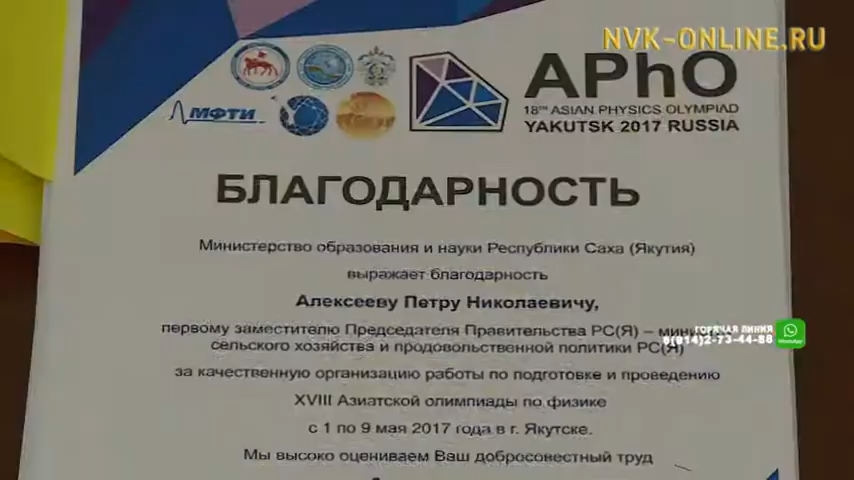 NVK-ONLINE.RU
МФТИ
APhO
18TH ASIAN PHYSICS OLYMPIAD
YAKUTSK 2017 RUSSIA
БЛАГОДАРНОСТЬ
Министерство образования и науки Республики Саха (Якутия)
выражает благодарность
Алексееву Петру Николаевичу,
первому заместителю Председателя Правительства РС(Я) –
ГОРЯЧАЯ ЛИНИЯ
8(914)2-73-44-88
WhatsApp
сельского хозяйства и продовольственной политики РС(Я)
за качественную организацию работы по подготовке и проведению
XVIII Азиатской олимпиады по физике
с 1 по 9 мая 2017 года в г. Якутске.
Мы высоко оцениваем Ваш добросовестный труд